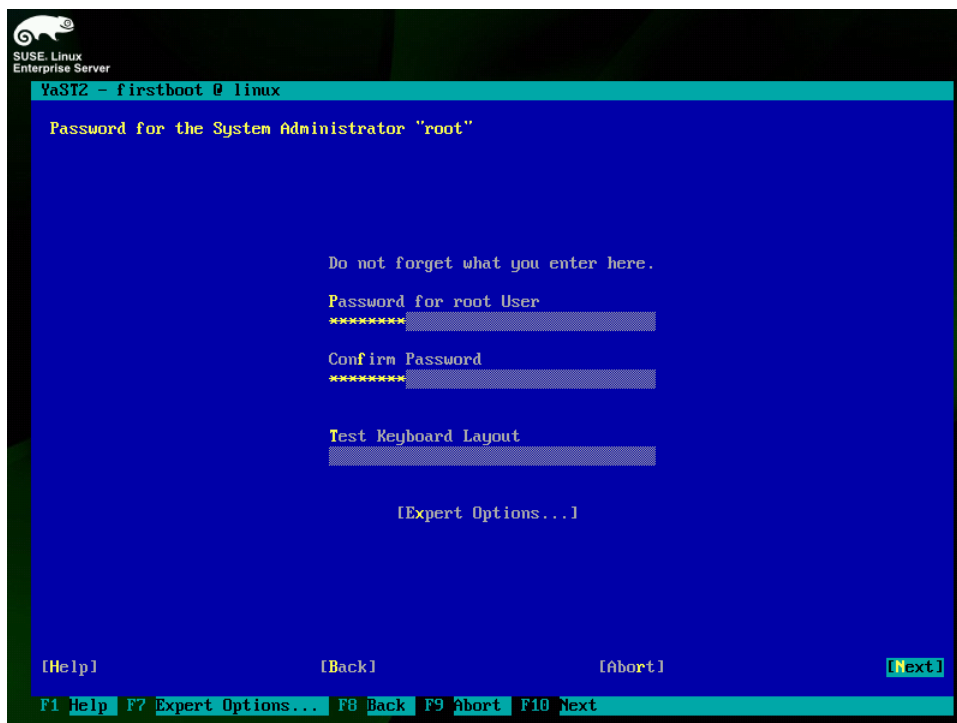 SUSE. Linux
Enterprise Server
YaST2 - firstboot @ linux
Password for the System Administrator "root"
Do not forget what you enter here.
Password for root User
********
Confirm Password
********
Test Keyboard Layout
[Expert Options...]
[Help] [Back] [Abort] [Next]
F1 Help F7 Expert Options... F8 Back F9 Abort F10 Next